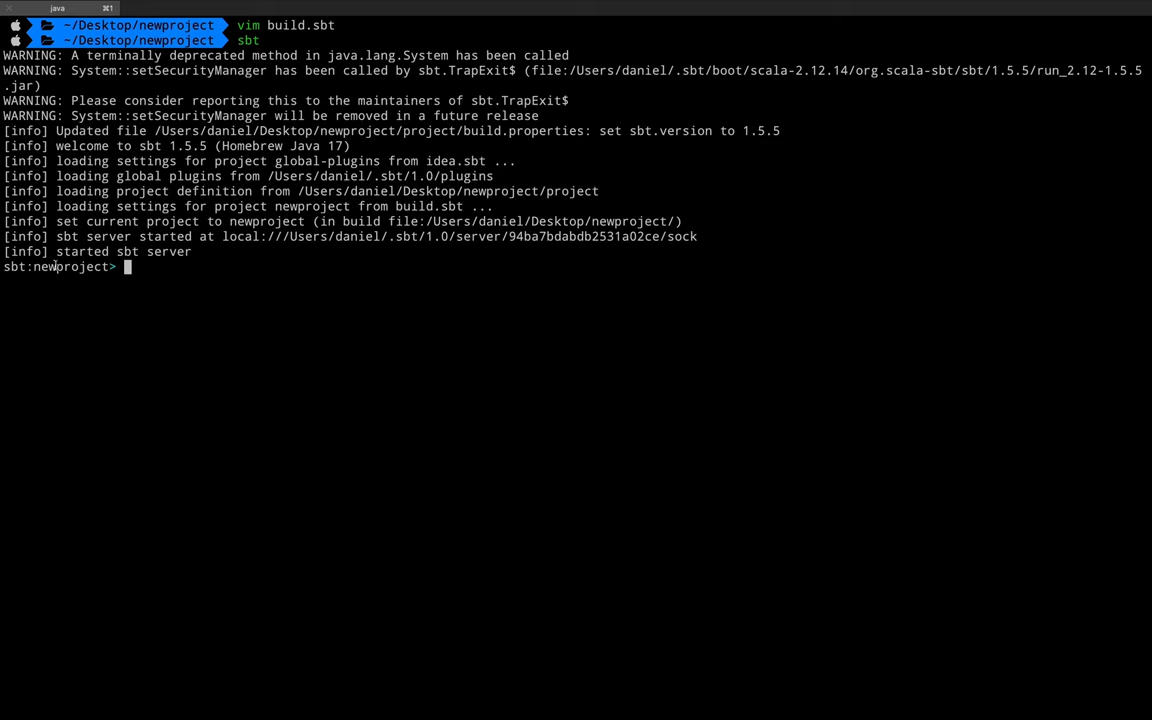 java ⌘1
~/Desktop/newproject vim build.sbt
~/Desktop/newproject sbt
WARNING: A terminally deprecated method in java.lang.System has been called
WARNING: System::setSecurityManager has been called by sbt.TrapExit$ (file:/Users/daniel/.sbt/boot/scala-2.12.14/org.scala-sbt/sbt/1.5.5/run_2.12-1.5.5
.jar)
WARNING: Please consider reporting this to the maintainers of sbt.TrapExit$
WARNING: System::setSecurityManager will be removed in a future release
[info] Updated file /Users/daniel/Desktop/newproject/project/build.properties: set sbt.version to 1.5.5
[info] welcome to sbt 1.5.5 (Homebrew Java 17)
[info] loading settings for project global-plugins from idea.sbt ...
[info] loading global plugins from /Users/daniel/.sbt/1.0/plugins
[info] loading project definition from /Users/daniel/Desktop/newproject/project
[info] loading settings for project newproject from build.sbt ...
[info] set current project to newproject (in build file:/Users/daniel/Desktop/newproject/)
[info] sbt server started at local:///Users/daniel/.sbt/1.0/server/94ba7bdabdb2531a02ce/sock
[info] started sbt server
sbt:newproject>